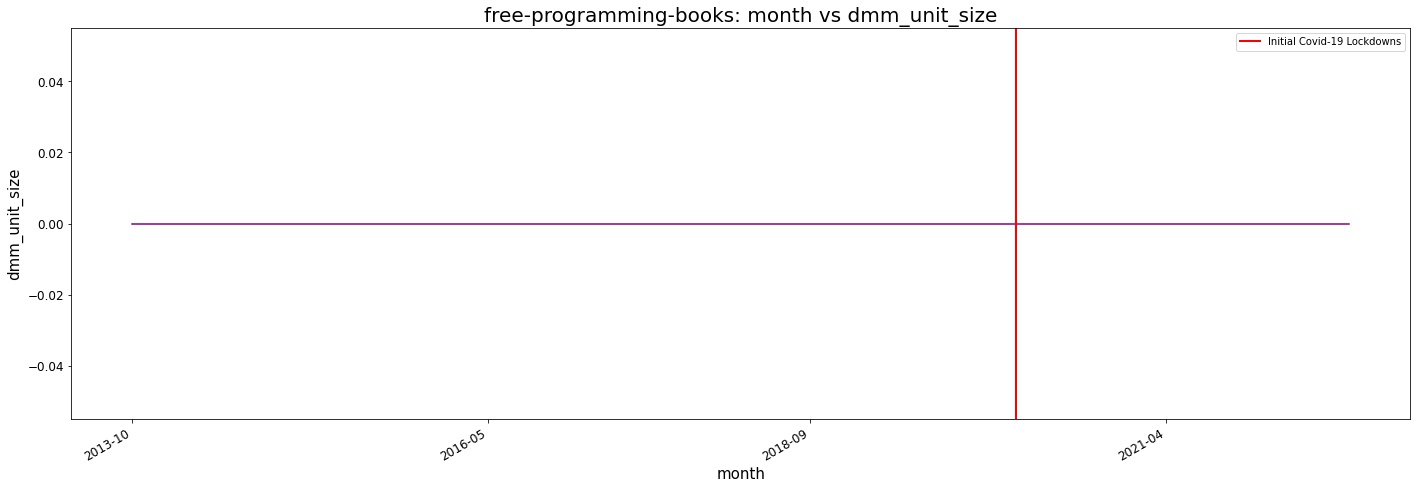 free-programming-books: month vs dmm_unit_size
Initial Covid-19 Lockdowns
0.04
0.02
0.00
−0.02
−0.04
dmm_unit_size
2013-10
2016-05
2018-09
2021-04
month